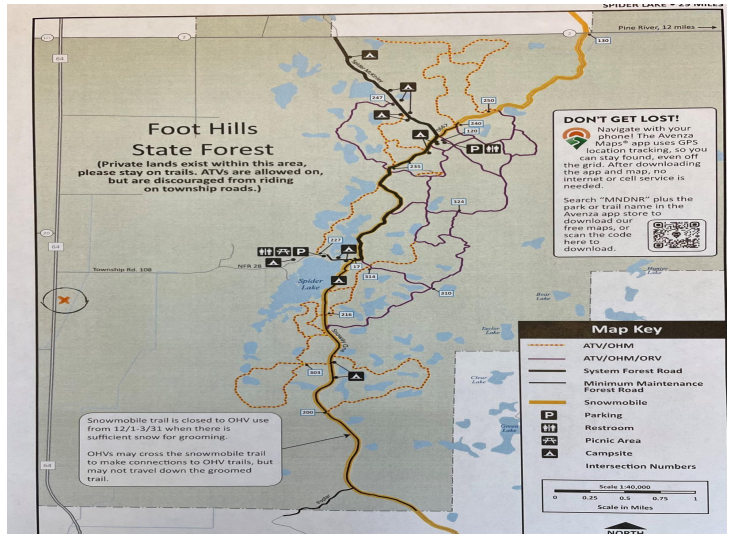 SPIDER LAKE - 29 MILES
Pine River, 12 miles
64
2
2
130
Foot Hills
State Forest
(Private lands exist within this area,
please stay on trails. ATVs are allowed on,
but are discouraged from riding
on township roads.)
247
250
240
120
235
324
DON'T GET LOST!
Navigate with your
phone! The Avenza
Maps® app uses GPS
location tracking, so you
can stay found, even off
the grid. After downloading
the app and map, no
internet or cell service is
needed.
Search "MNDNR" plus the
park or trail name in the
Avenza app store to
download our
free maps, or
scan the code
here to
download.
P
64
227
P
NFR 28
Township Rd. 108
17
314
Spider
Lake
210
216
Bear
Lake
Taylor
Lake
Clear
Lake
Lake
303
200
Snowmobile trail is closed to OHV use
from 12/1-3/31 when there is
sufficient snow for grooming.
OHVs may cross the snowmobile trail
to make connections to OHV trails, but
may not travel down the groomed
trail.
64
Map Key
ATV/OHM
ATV/OHM/ORV
System Forest Road
Minimum Maintenance
Forest Road
Snowmobile
P Parking
Restroom
Picnic Area
Campsite
Intersection Numbers
Scale 1:40,000
0 0.25 0.5 0.75 1
Scale in Miles
NORTH